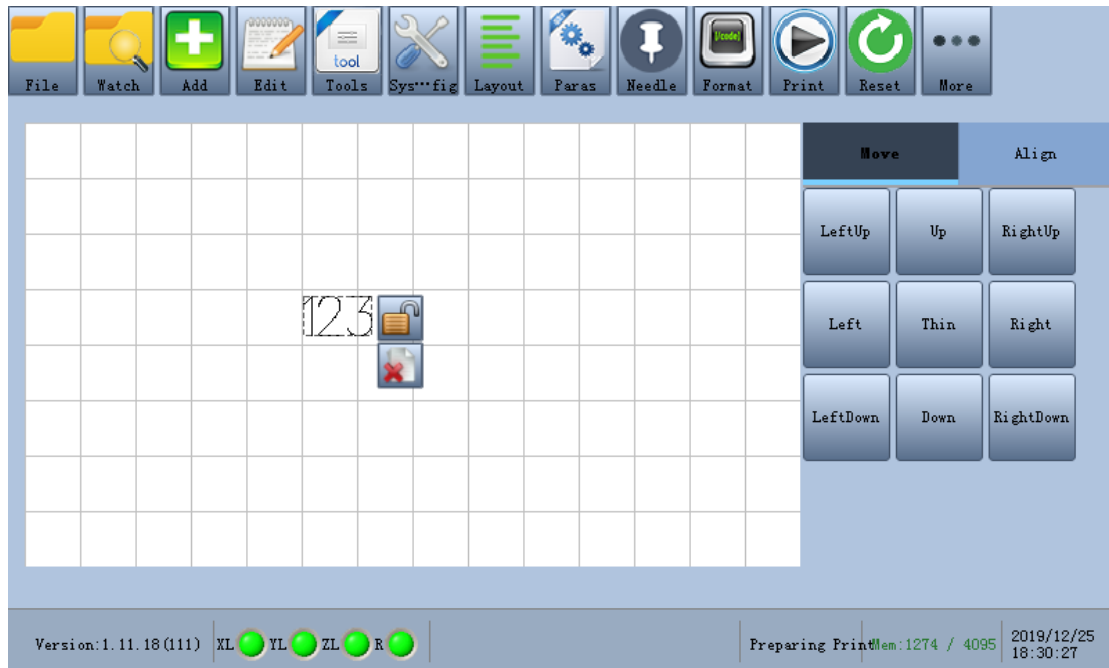 tool
[Vcode]
File Watch Add Edit Tools Sys···fig Layout Paras Needle Format Print Reset More
Move Align
LeftUp Up RightUp
123
Left Thin Right
LeftDown Down RightDown
Version:1.11.18(111) XL YL ZL R Preparing Print Mem:1274 / 4095 2019/12/25
18:30:27